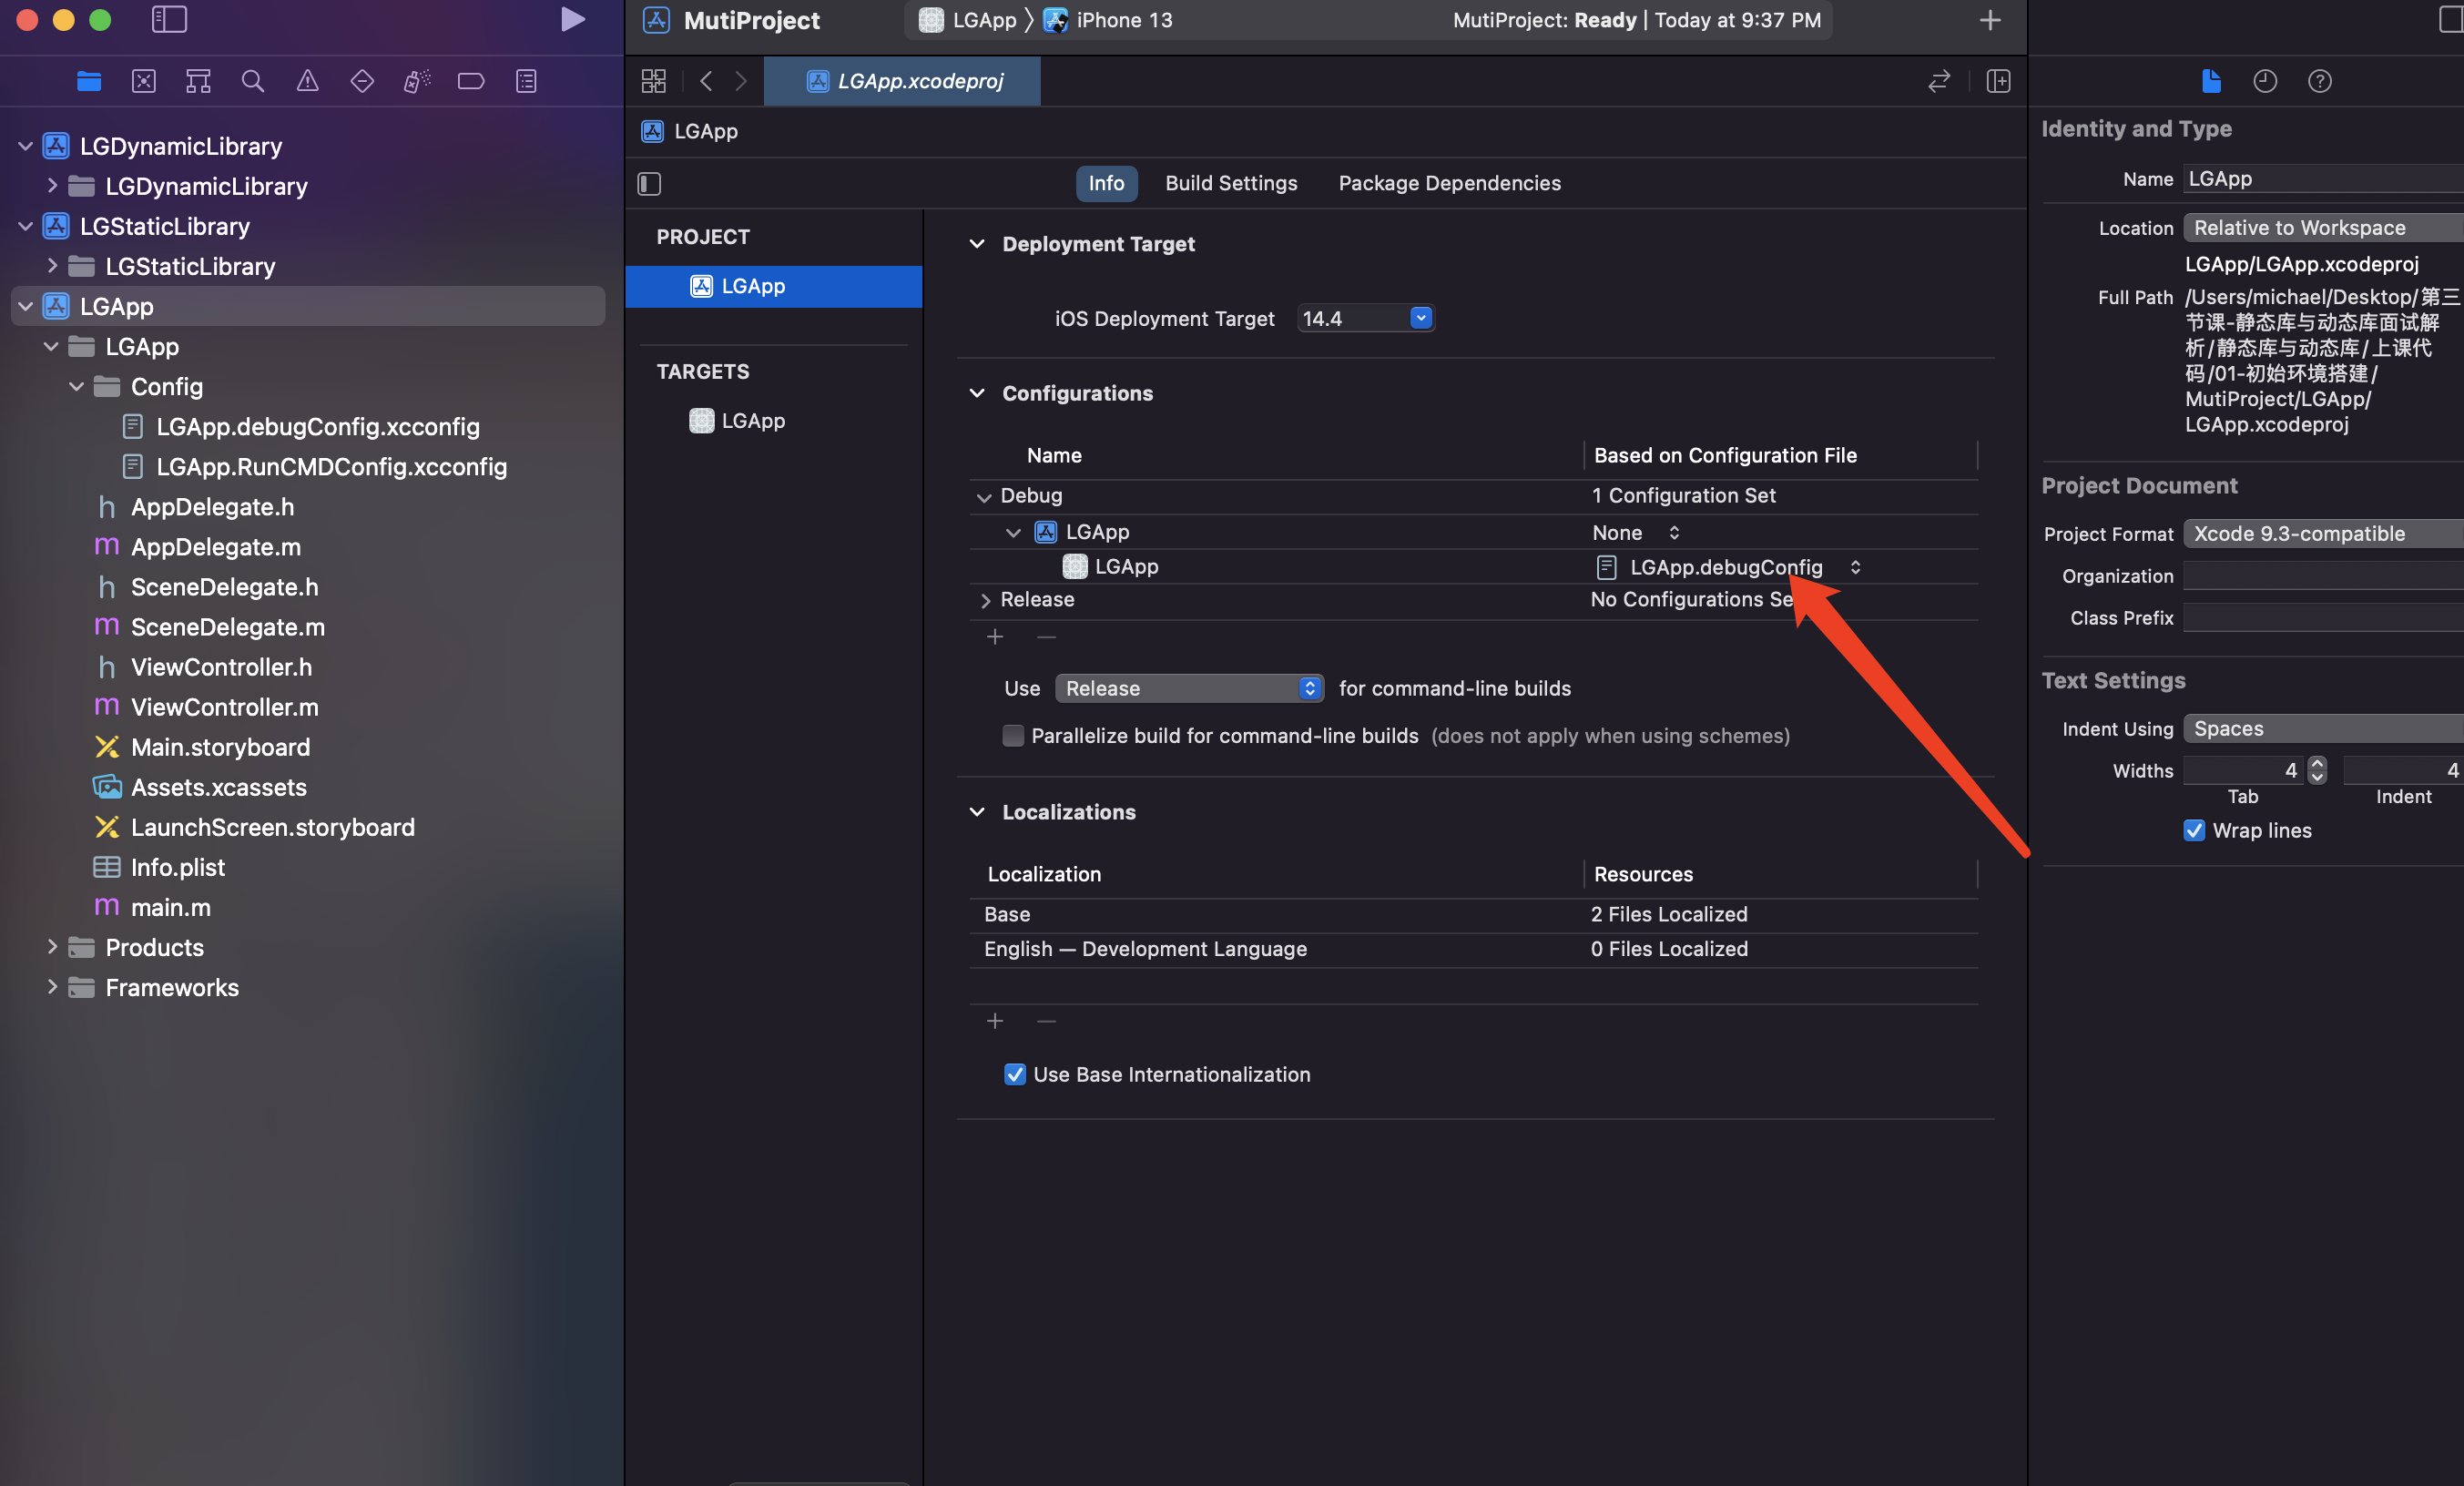 MutiProject
LGApp 〉 iPhone 13
MutiProject: Ready | Today at 9:37 PM
LGApp.xcodeproj
LGApp
Info
Build Settings
Package Dependencies
LGDynamicLibrary
LGDynamicLibrary
LGStaticLibrary
LGStaticLibrary
LGApp
LGApp
Config
LGApp.debugConfig.xcconfig
LGApp.RunCMDConfig.xcconfig
h AppDelegate.h
m AppDelegate.m
h SceneDelegate.h
m SceneDelegate.m
h ViewController.h
m ViewController.m
Main.storyboard
Assets.xcassets
LaunchScreen.storyboard
Info.plist
m main.m
Products
Frameworks
PROJECT
LGApp
TARGETS
LGApp
Deployment Target
iOS Deployment Target 14.4
Configurations
Name Based on Configuration File
Debug 1 Configuration Set
LGApp None
LGApp LGApp.debugConfig
Release No Configurations Se
Use Release for command-line builds
Parallelize build for command-line builds (does not apply when using schemes)
Localizations
Localization Resources
Base 2 Files Localized
English — Development Language 0 Files Localized
Use Base Internationalization
Identity and Type
Name LGApp
Location Relative to Workspace
LGApp/LGApp.xcodeproj
Full Path /Users/michael/Desktop/第三
节课-静态库与动态库面试解
析/静态库与动态库/上课代
码/01-初始环境搭建/
MutiProject/LGApp/
LGApp.xcodeproj
Project Document
Project Format Xcode 9.3-compatible
Organization
Class Prefix
Text Settings
Indent Using Spaces
Widths 4 4
Tab Indent
Wrap lines